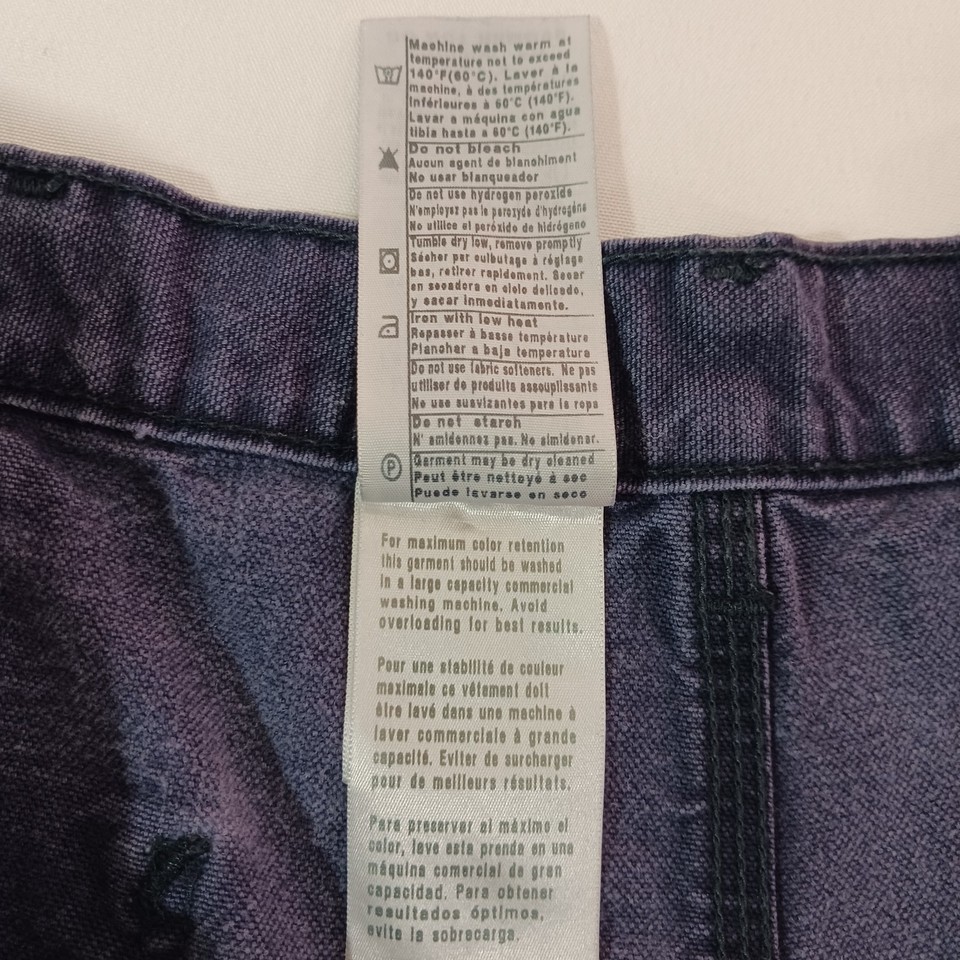 Machine wash warm at
temperature not to exceed
140°F(60°C). Laver à la
machine, à des températures
inférieures à 60°C (140°F).
Lavar a máquina con agua
tibia hasta a 60°C (140°F).
Do not bleach
Aucun agent de blanchiment
No usar blanqueador
Do not use hydrogen peroxide
N'employez pas le peroxyde d'hydrogéne
No utilice el peróxido de hidrógeno
Tumble dry low, remove promptly
Sécher par culbutage à réglage
bas, retirer rapidement. Secar
en secadora en ciclo delicado,
y sacar inmediatamente.
Iron with low heat
Repasser à basse température
Planchar a baja temperatura
Do not use fabric softeners. Ne pas
utiliser de produits assouplissants
No use suavizantes para la ropa
Do not starch
N' amidonnez pas. No almidonar.
P
Garment may be dry cleaned
Peut être nettoyé à sec
Puede lavarse en seco
For maximum color retention
this garment should be washed
in a large capacity commercial
washing machine. Avoid
overloading for best results.
Pour une stabilité de couleur
maximale ce vêtement doit
être lavé dans une machine à
laver commerciale à grande
capacité. Eviter de surcharger
pour de meilleurs résultats.
Para preservar al máximo el
color, lave esta prenda en una
máquina comercial de gran
capacidad. Para obtener
resultados óptimos,
evite la sobrecarga.